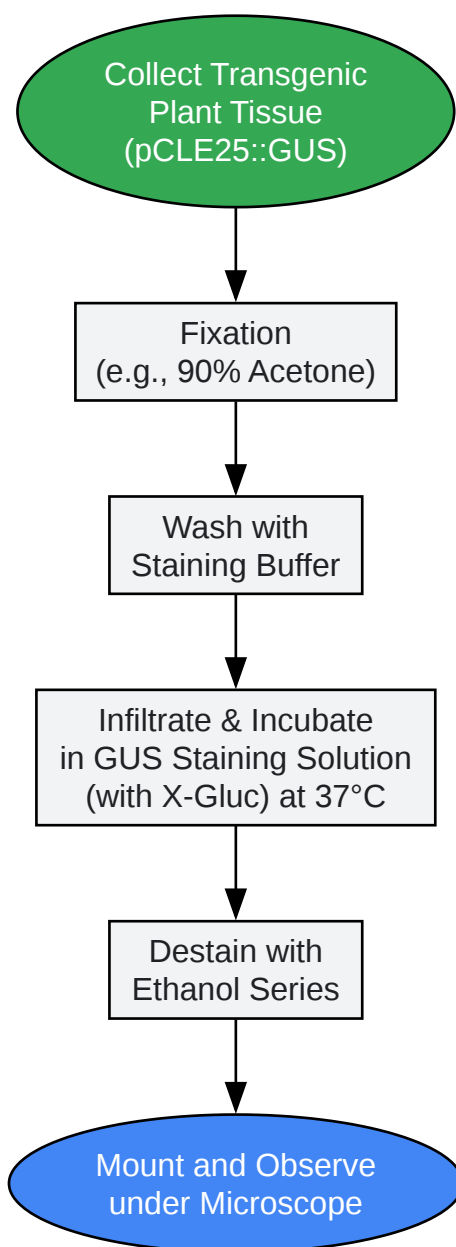 Collect Transgenic
Plant Tissue
(pCLE25::GUS)
Fixation
(e.g., 90% Acetone)
Wash with
Staining Buffer
Infiltrate & Incubate
in GUS Staining Solution
(with X-Gluc) at 37°C
Destain with
Ethanol Series
Mount and Observe
under Microscope